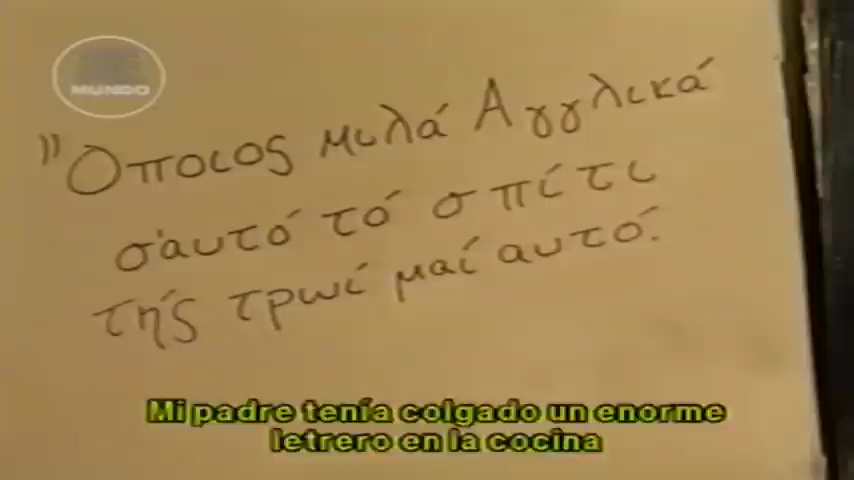 MUNDO
"Οποιος μιλά Αγγλικά
σ'αυτό τό σπίτι
τής τρωί μαί αυτό.
Mi padre tenía colgado un enorme
letrero en la cocina